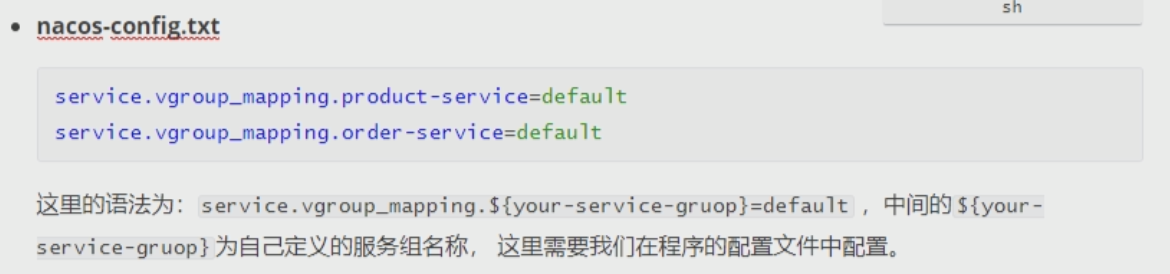 sh
nacos-config.txt
service.vgroup_mapping.product-service=default
service.vgroup_mapping.order-service=default
这里的语法为：service.vgroup_mapping.${your-service-gruop}=default ，中间的 ${your-
service-gruop} 为自己定义的服务组名称， 这里需要我们在程序的配置文件中配置。